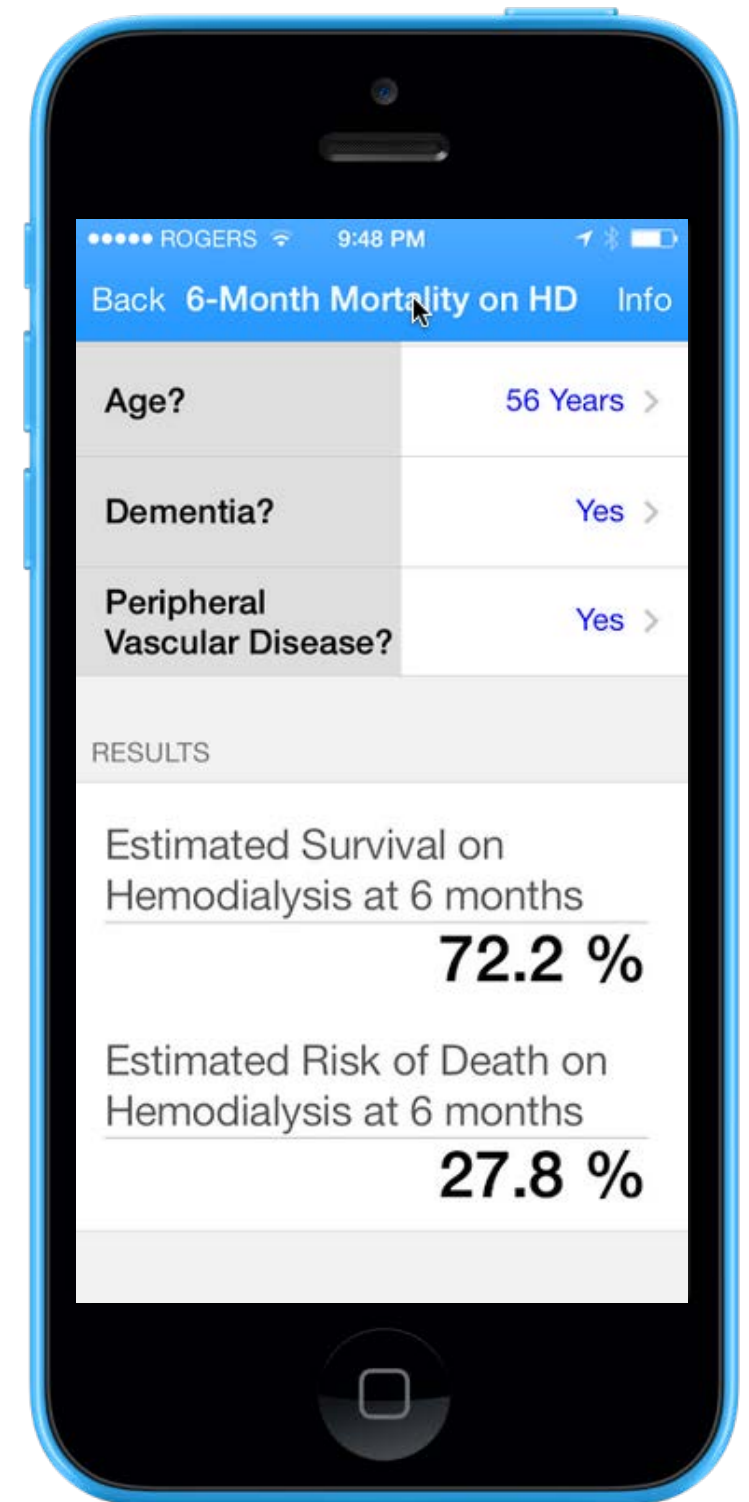 ROGERS 9:48 PM
Back 6-Month Mortality on HD Info
Age? 56 Years
Dementia? Yes
Peripheral
Vascular Disease? Yes
RESULTS
Estimated Survival on
Hemodialysis at 6 months
72.2 %
Estimated Risk of Death on
Hemodialysis at 6 months
27.8 %